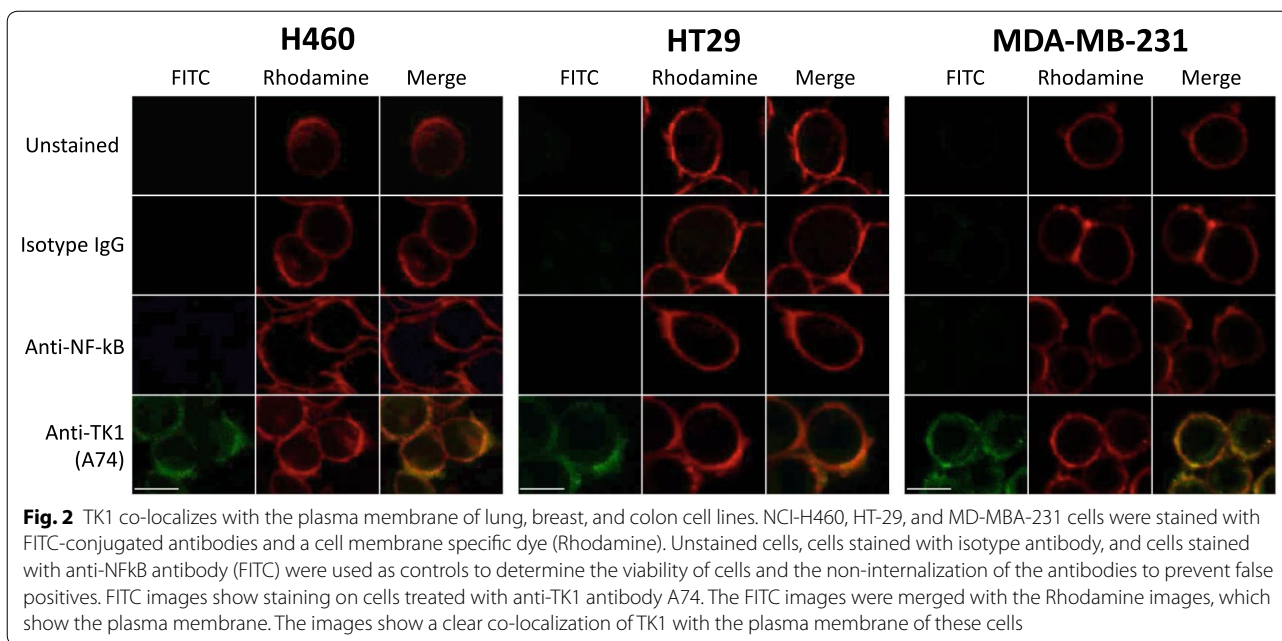 H460 HT29 MDA-MB-231
FITC Rhodamine Merge FITC Rhodamine Merge FITC Rhodamine Merge
Unstained
Isotype IgG
Anti-NF-kB
Anti-TK1
(A74)
Fig. 2 TK1 co-localizes with the plasma membrane of lung, breast, and colon cell lines. NCI-H460, HT-29, and MD-MBA-231 cells were stained with
FITC-conjugated antibodies and a cell membrane specific dye (Rhodamine). Unstained cells, cells stained with isotype antibody, and cells stained
with anti-NFkB antibody (FITC) were used as controls to determine the viability of cells and the non-internalization of the antibodies to prevent false
positives. FITC images show staining on cells treated with anti-TK1 antibody A74. The FITC images were merged with the Rhodamine images, which
show the plasma membrane. The images show a clear co-localization of TK1 with the plasma membrane of these cells